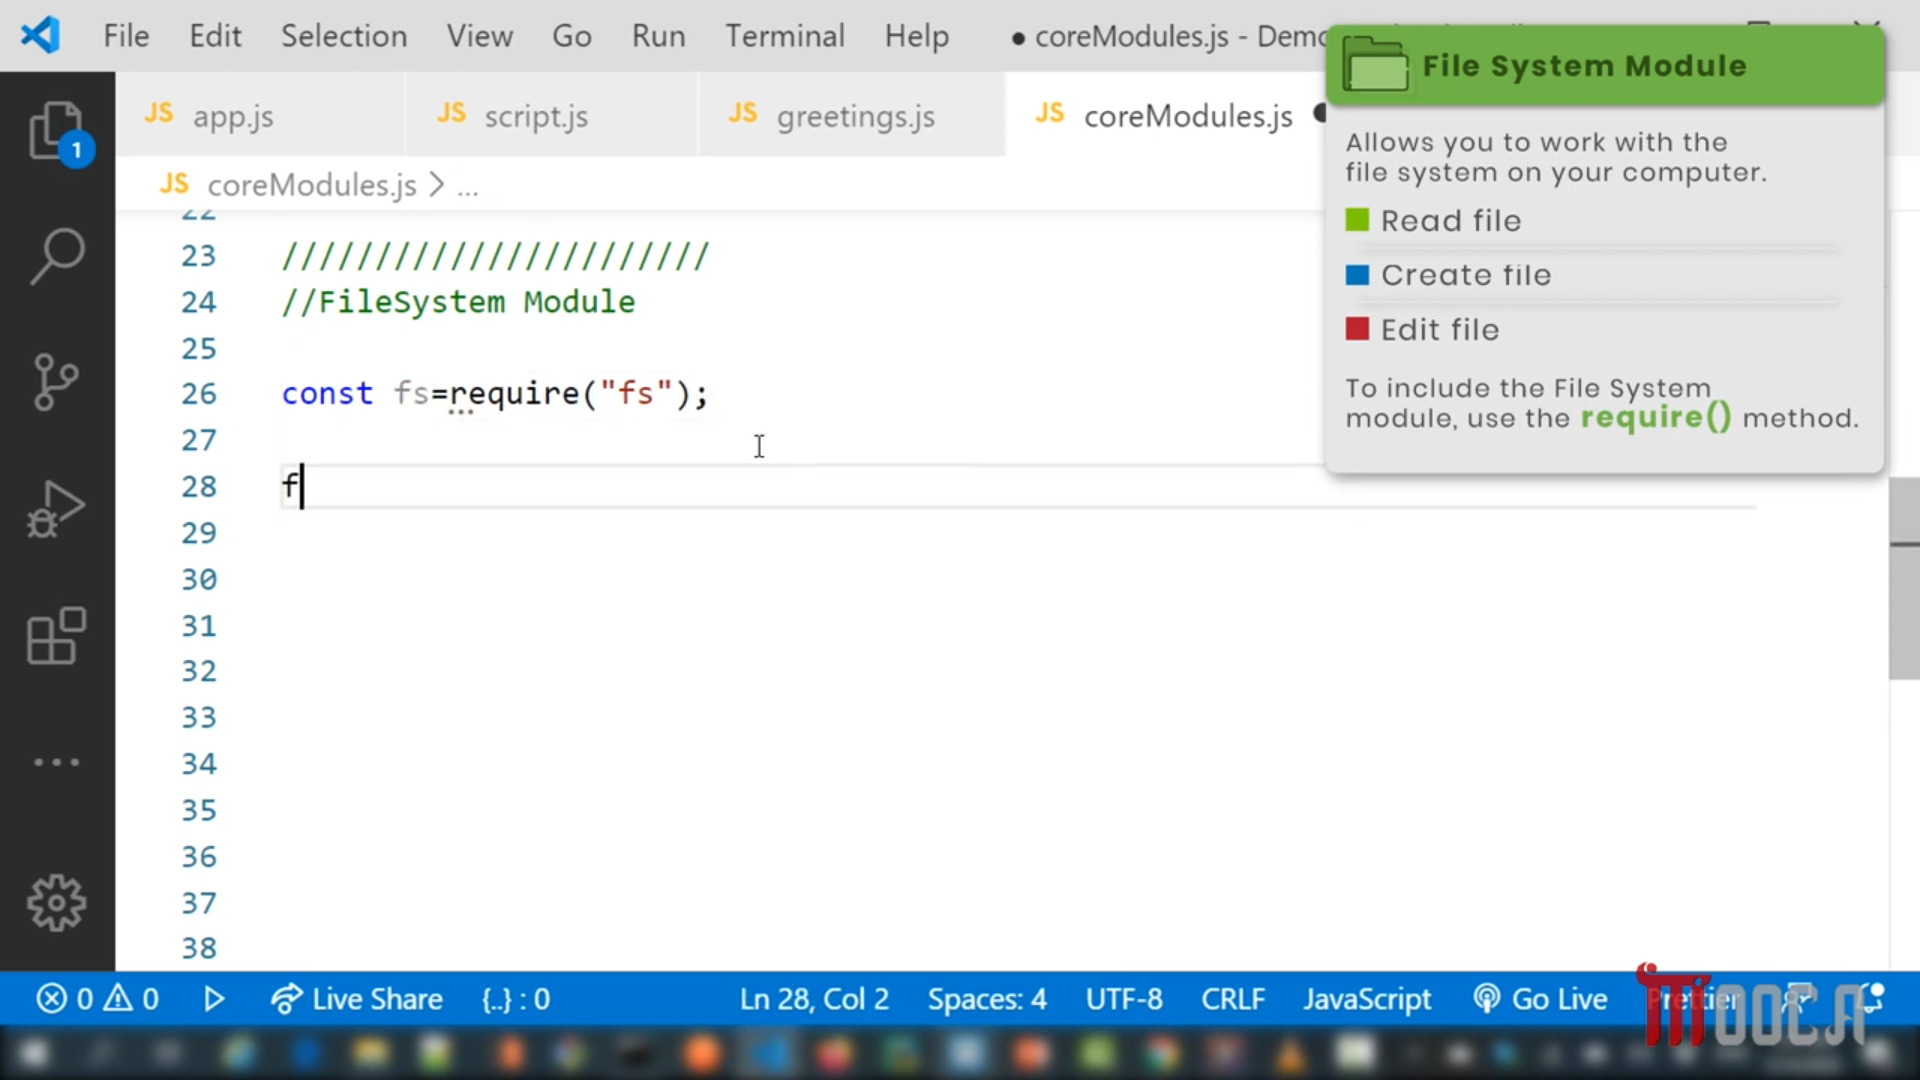 File Edit Selection View Go Run Terminal Help ● coreModules.js - Demo
File System Module
JS app.js JS script.js JS greetings.js JS coreModules.js ●
Allows you to work with the
file system on your computer.
Read file
Create file
Edit file
To include the File System
module, use the require() method.
JS coreModules.js > ...
1
22
23 ///////////////////////
24 //FileSystem Module
25
26 const fs=require("fs");
27
28 f
29
30
31
32
33
34
35
36
37
38
0 0 Live Share {..} : 0 Ln 28, Col 2 Spaces: 4 UTF-8 CRLF JavaScript Go Live Prettier
MOOCA